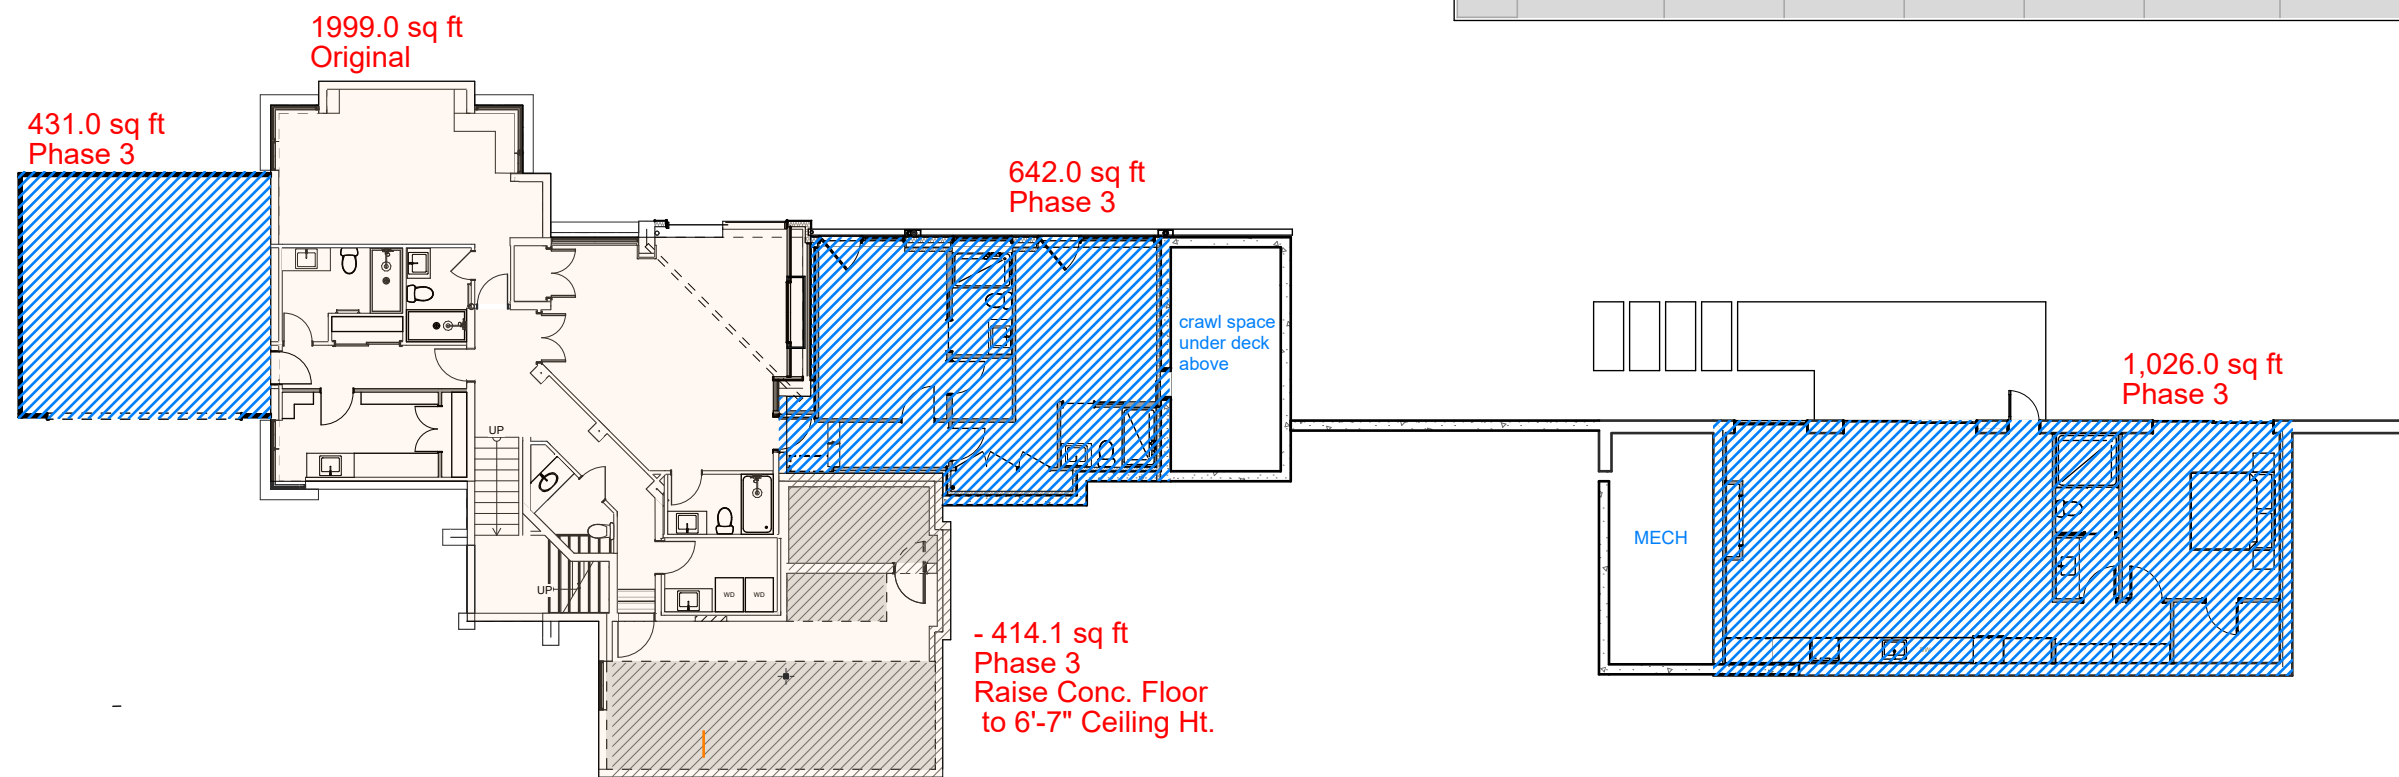 1999.0 sq ft
Original
431.0 sq ft
Phase 3
642.0 sq ft
Phase 3
crawl space
under deck
above
1,026.0 sq ft
Phase 3
UP
MECH
UP
WD WD
- 414.1 sq ft
Phase 3
Raise Conc. Floor
to 6'-7" Ceiling Ht.